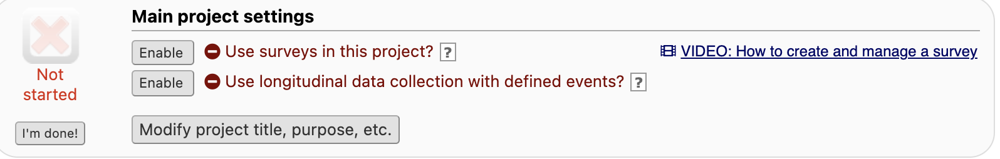 Main project settings
Enable Use surveys in this project? ? VIDEO: How to create and manage a survey
Enable Use longitudinal data collection with defined events? ?
Not
started
I'm done!
Modify project title, purpose, etc.